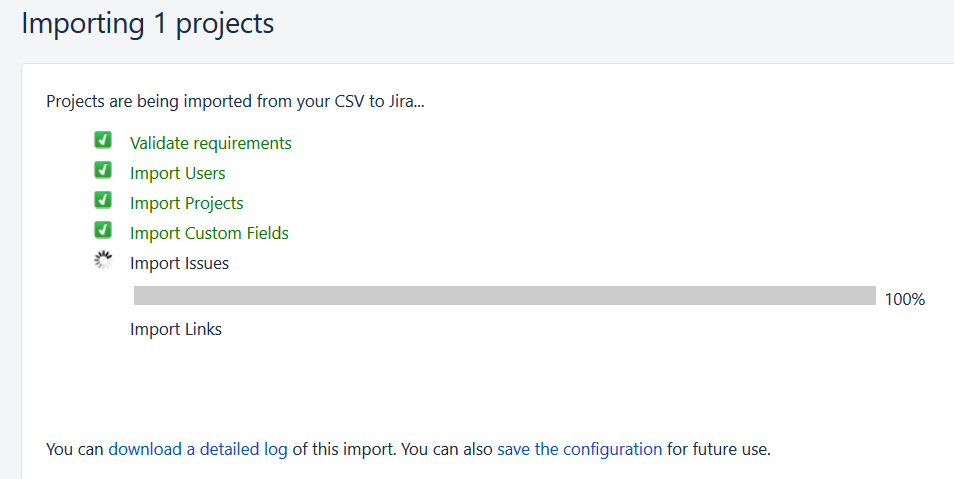 Importing 1 projects
Projects are being imported from your CSV to Jira...
Validate requirements
Import Users
Import Projects
Import Custom Fields
Import Issues
100%
Import Links
You can download a detailed log of this import. You can also save the configuration for future use.